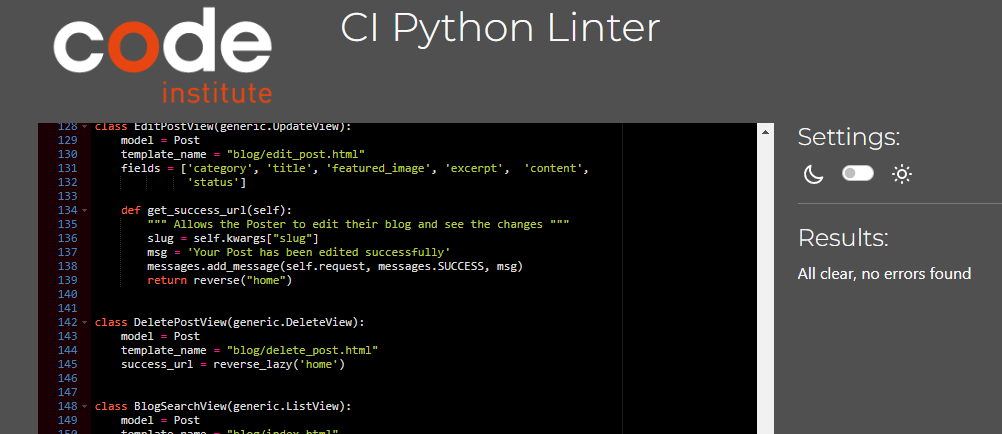 code
institute
CI Python Linter
128 class EditPostView(generic.UpdateView):
129     model = Post
130     template_name = "blog/edit_post.html"
131     fields = ['category', 'title', 'featured_image', 'excerpt',  'content',
132               'status']
133
134     def get_success_url(self):
135         """ Allows the Poster to edit their blog and see the changes """
136         slug = self.kwargs["slug"]
137         msg = 'Your Post has been edited successfully'
138         messages.add_message(self.request, messages.SUCCESS, msg)
139         return reverse("home")
140
141
142 class DeletePostView(generic.DeleteView):
143     model = Post
144     template_name = "blog/delete_post.html"
145     success_url = reverse_lazy('home')
146
147
148 class BlogSearchView(generic.ListView):
149     model = Post
150     template_name = "blog/index.html"
Settings:
Results:
All clear, no errors found